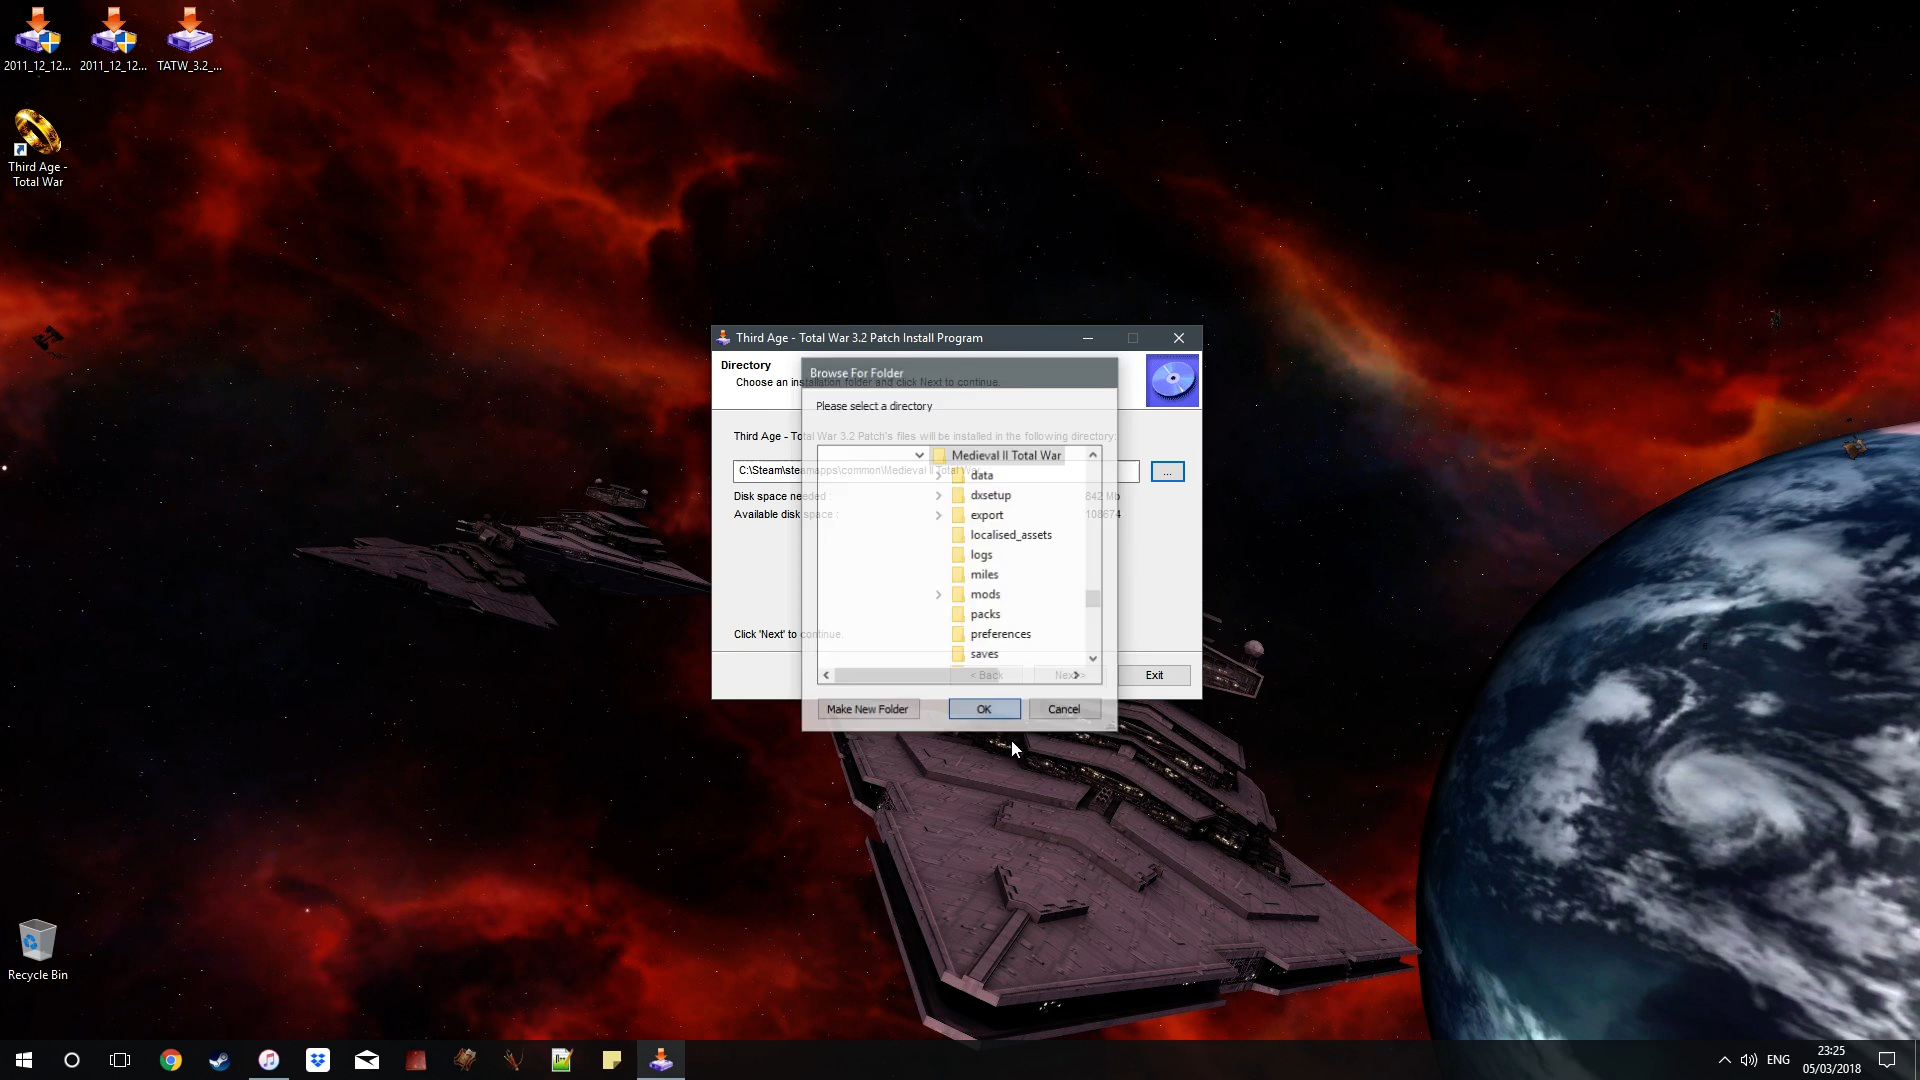 2011_12_12...
2011_12_12...
TATW_3.2_...
Third Age -
Total War
Third Age - Total War 3.2 Patch Install Program
Directory
Choose an installation folder and click Next to continue.
Browse For Folder
Please select a directory
Third Age - Total War 3.2 Patch's files will be installed in the following directory:
Medieval II Total War
C:\Steam\steamapps\common\Medieval II Total War
...
data
Disk space needed :
842 Mb
dxsetup
Available disk space :
108674
export
localised_assets
logs
miles
mods
packs
Click 'Next' to continue.
preferences
saves
< Back
Next >
Exit
Make New Folder
OK
Cancel
Recycle Bin
ENG
23:25
05/03/2018